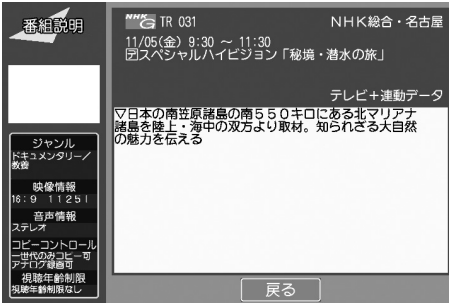 番組説明
NHK G TR 031 NHK総合・名古屋
11/05(金) 9:30 ～ 11:30
字スペシャルハイビジョン「秘境・潜水の旅」
テレビ+連動データ
▽日本の南笠原諸島の南550キロにある北マリアナ
諸島を陸上・海中の双方より取材。知られざる大自然
の魅力を伝える
ジャンル
ドキュメンタリー／
教養
映像情報
16:9 1125i
音声情報
ステレオ
コピーコントロール
一世代のみコピー可
アナログ録画可
視聴年齢制限
視聴年齢制限なし
戻る